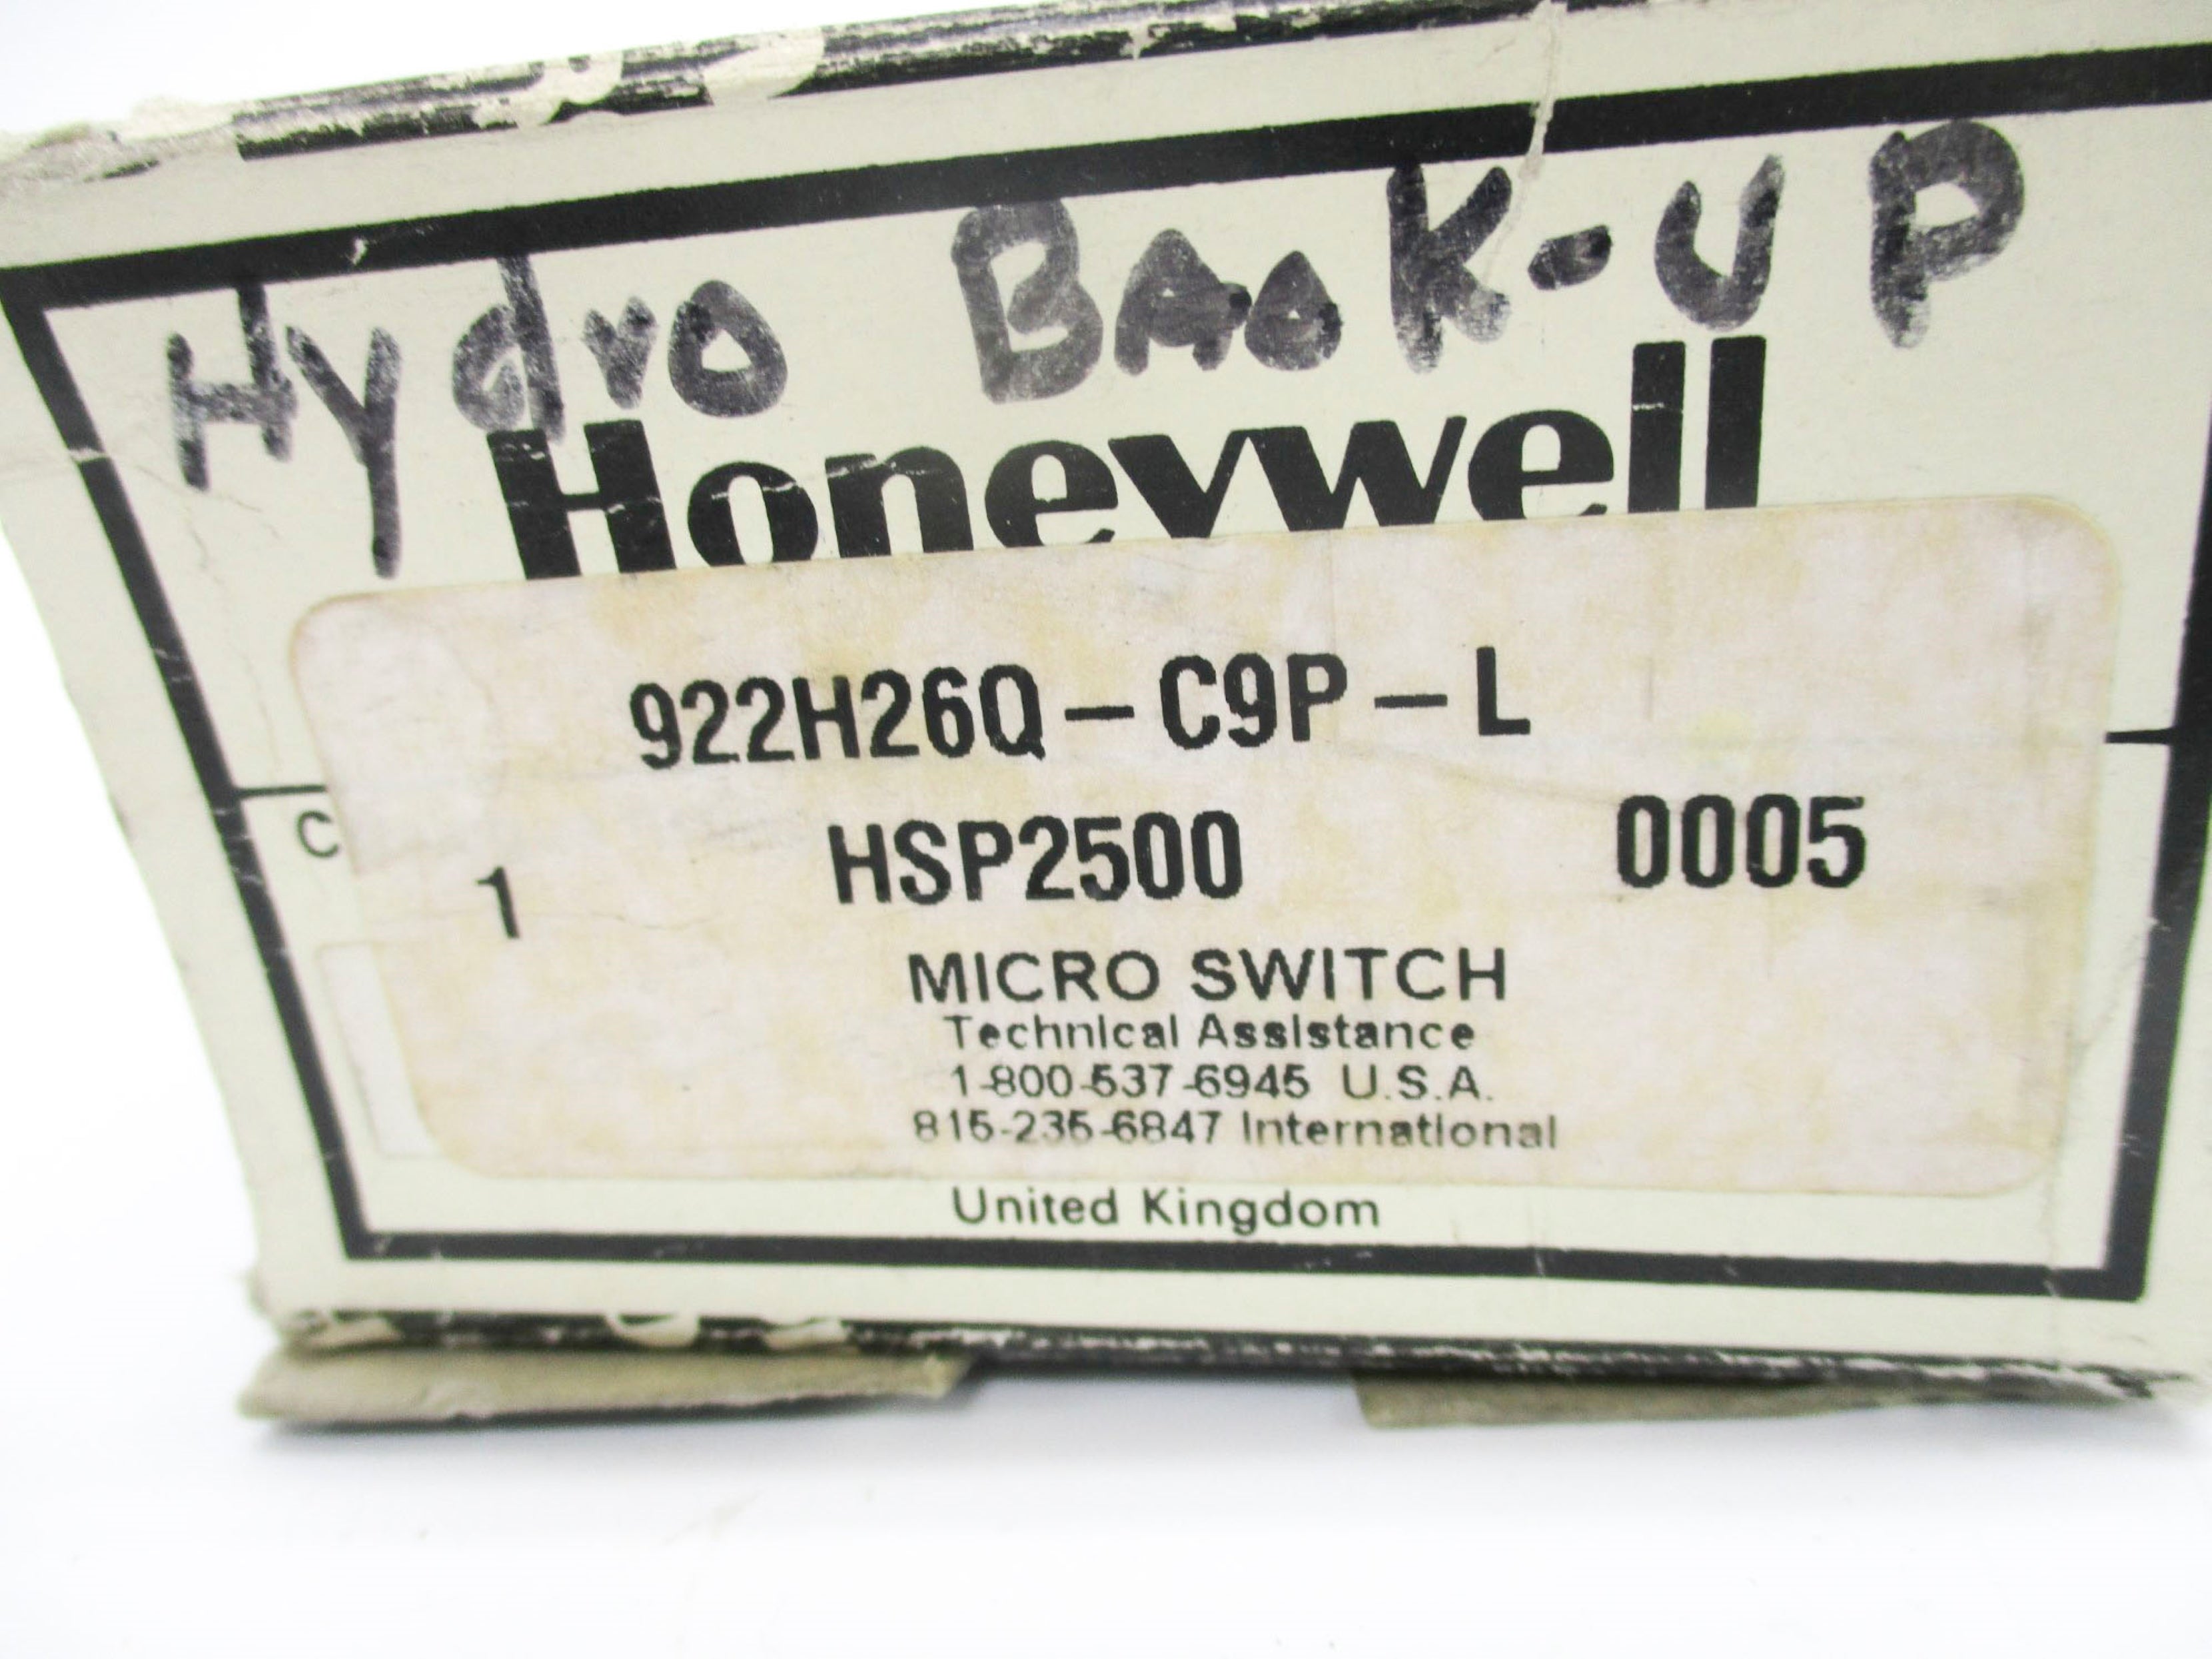 Hydro Back-up
Honeywell
922H26Q-C9P-L
C
1 HSP2500 0005
MICRO SWITCH
Technical Assistance
1-800-537-6945 U.S.A.
815-235-6847 International
United Kingdom